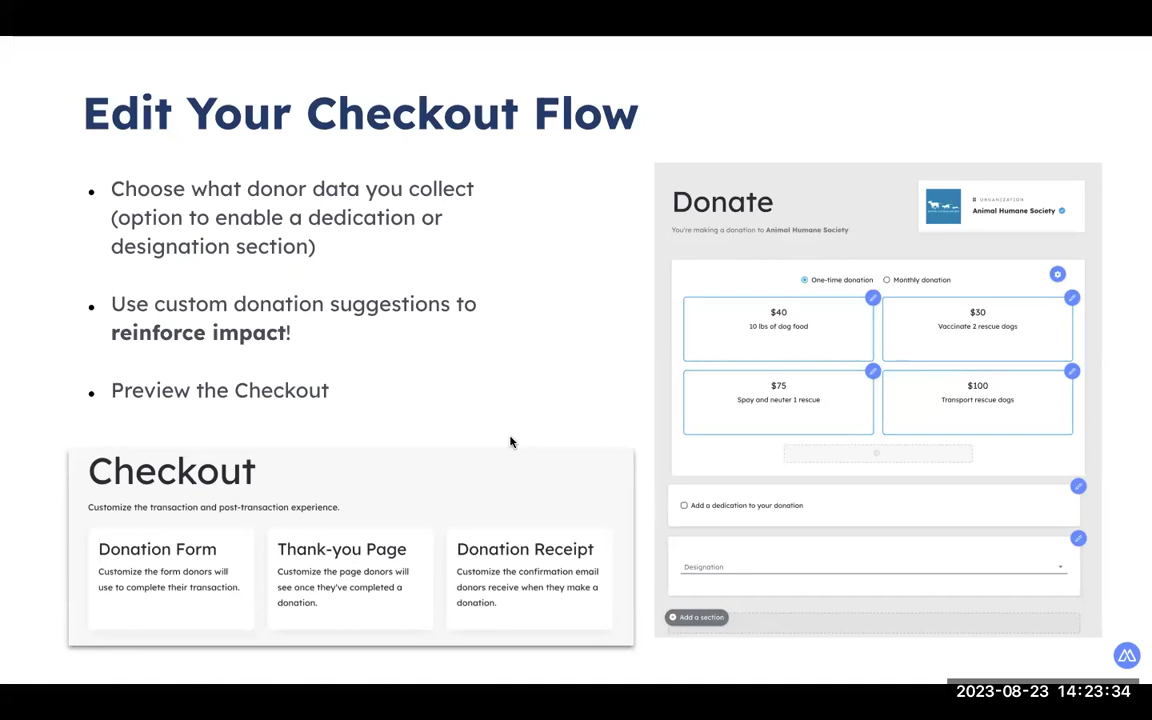 Edit Your Checkout Flow
Choose what donor data you collect
(option to enable a dedication or
designation section)
Use custom donation suggestions to
reinforce impact!
Preview the Checkout
Checkout
Customize the transaction and post-transaction experience.
Donation Form
Customize the form donors will
use to complete their transaction.
Thank-you Page
Customize the page donors will
see once they've completed a
donation.
Donation Receipt
Customize the confirmation email
donors receive when they make a
donation.
Donate
You're making a donation to Animal Humane Society
ORGANIZATION
Animal Humane Society
One-time donation
Monthly donation
$40
10 lbs of dog food
$30
Vaccinate 2 rescue dogs
$75
Spay and neuter 1 rescue
$100
Transport rescue dogs
Add a dedication to your donation
Designation
Add a section
2023-08-23 14:23:34